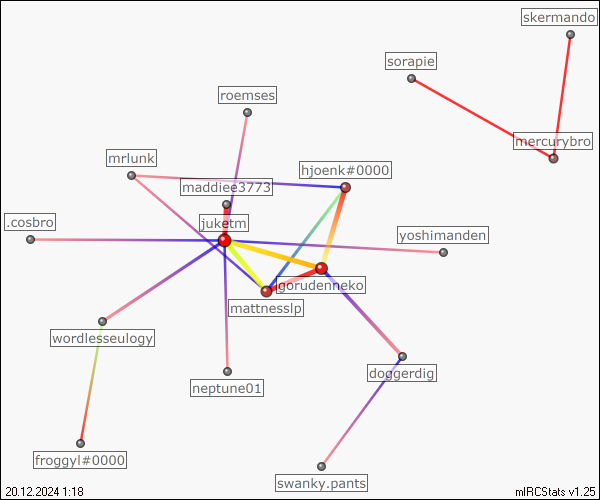 skermando
sorapie
roemses
mercurybro
mrlunk
hjoenk#0000
maddiee3773
.cosbro
juketm
yoshimanden
gorudenneko
mattnesslp
wordlesseulogy
doggerdig
neptune01
froggyl#0000
swanky.pants
20.12.2024 1:18
mIRCStats v1.25